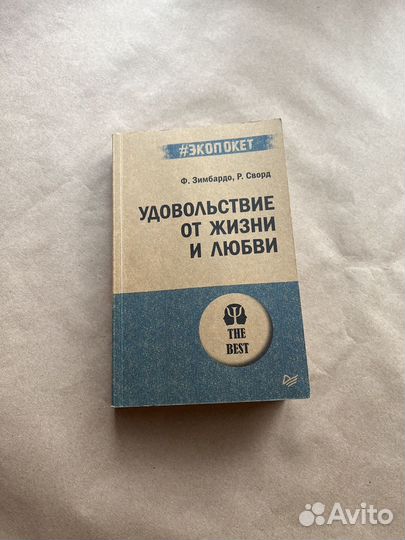 #ЭКОПОКЕТ
Ф. Зимбардо, Р. Сворд
УДОВОЛЬСТВИЕ
ОТ ЖИЗНИ
И ЛЮБВИ
THE
BEST
Avito